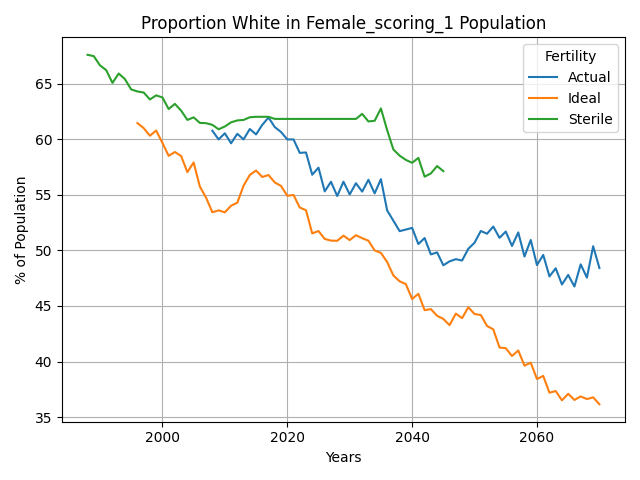 Proportion White in Female_scoring_1 Population
Fertility
Actual
Ideal
Sterile
% of Population
65
60
55
50
45
40
35
2000
2020
2040
2060
Years